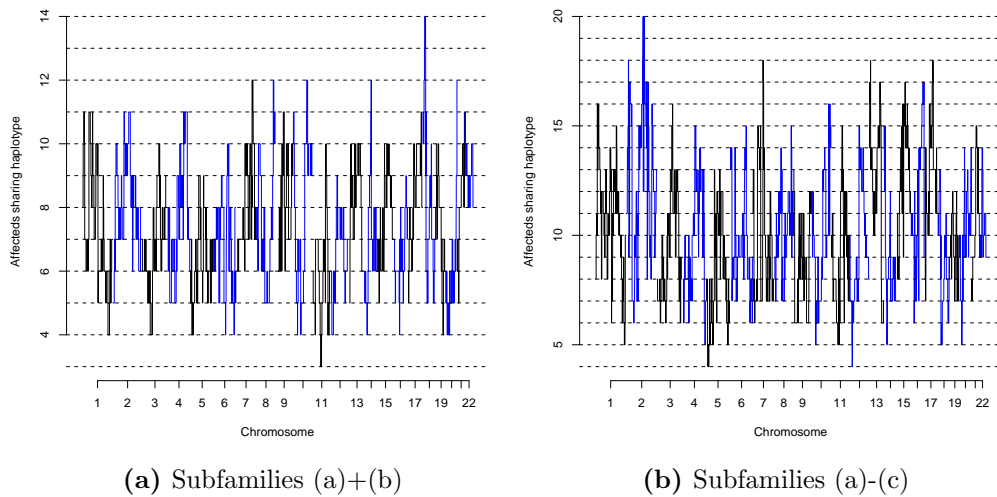 14
12
10
8
6
4
Affecteds sharing haplotype
1 2 3 4 5 6 7 8 9 11 13 15 17 19 22
Chromosome
(a) Subfamilies (a)+(b)
20
15
10
5
Affecteds sharing haplotype
1 2 3 4 5 6 7 8 9 11 13 15 17 19 22
Chromosome
(b) Subfamilies (a)-(c)